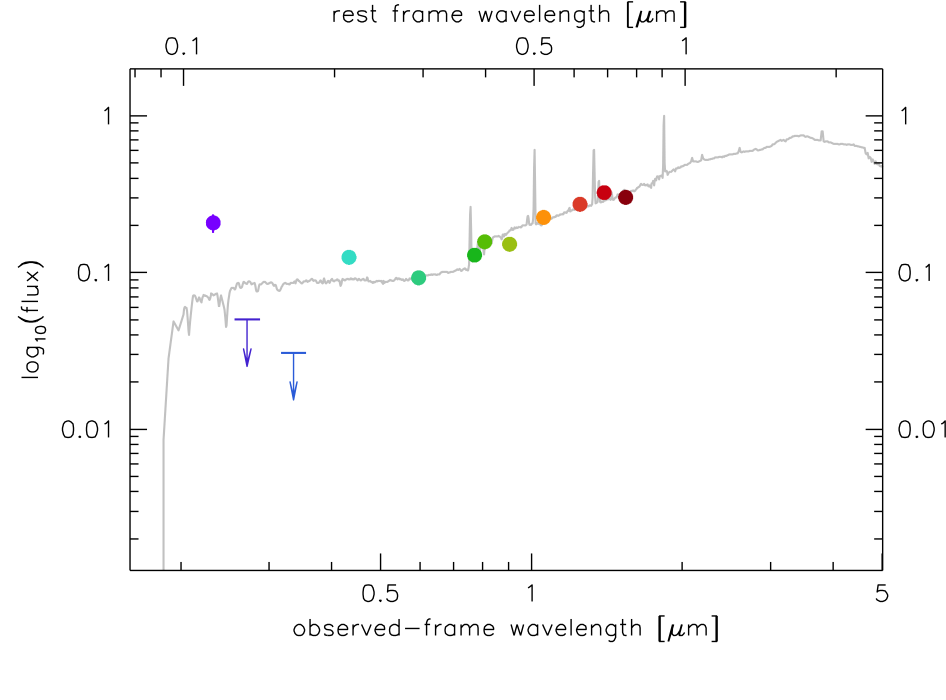 rest frame wavelength [μm]
0.1 0.5 1
1 1
0.1 0.1
0.01 0.01
log10(flux)
0.5 1 5
observed-frame wavelength [μm]